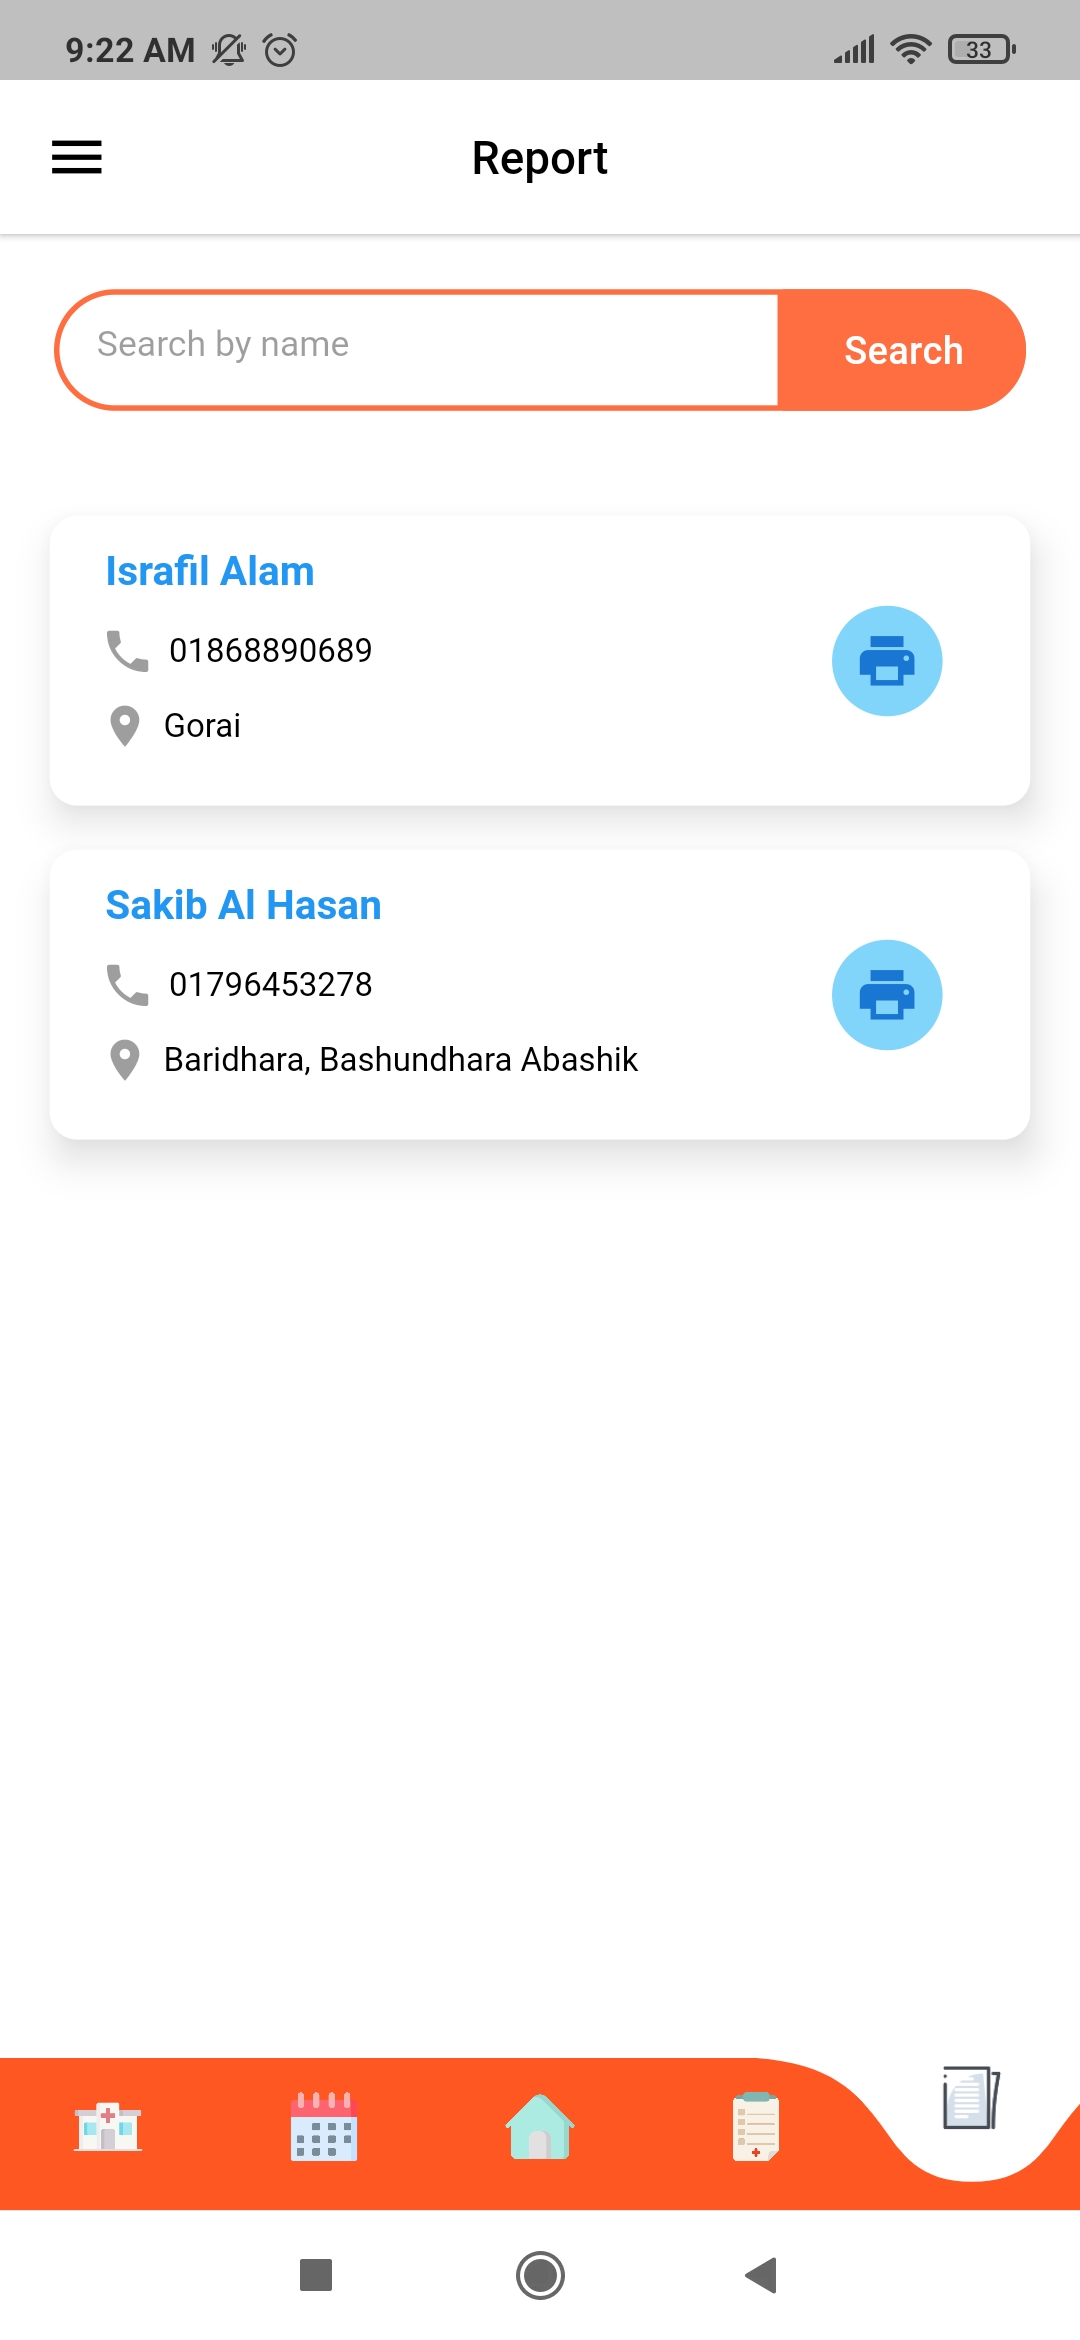 9:22 AM
33
Report
Search by name
Search
Israfil Alam
01868890689
Gorai
Sakib Al Hasan
01796453278
Baridhara, Bashundhara Abashik